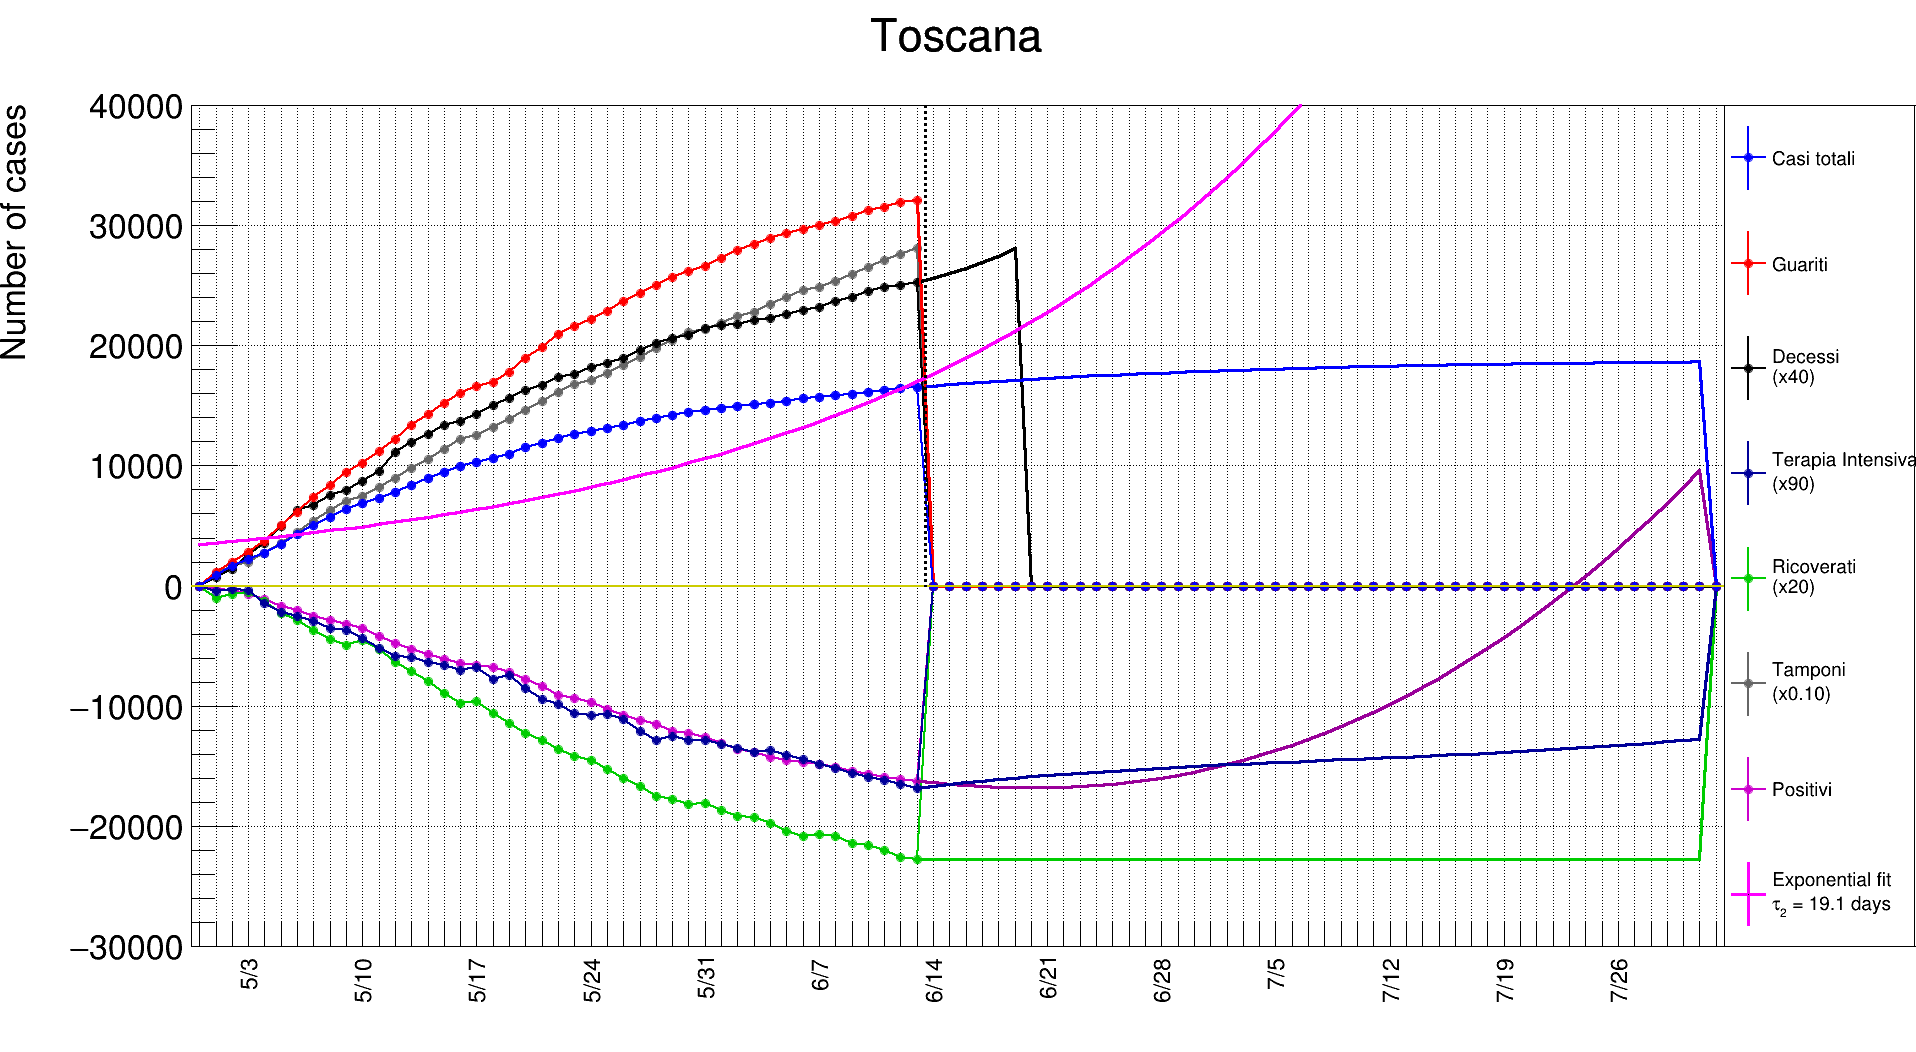 Toscana
Number of cases
40000
30000
20000
10000
0
−10000
−20000
−30000
5/3
5/10
5/17
5/24
5/31
6/7
6/14
6/21
6/28
7/5
7/12
7/19
7/26
Casi totali
Guariti
Decessi
(x40)
Terapia Intensiva
(x90)
Ricoverati
(x20)
Tamponi
(x0.10)
Positivi
Exponential fit
τ2 = 19.1 days